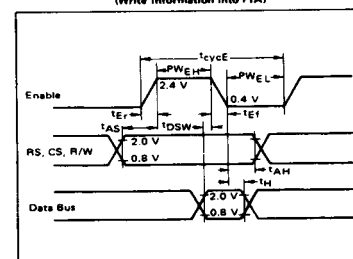 (Write Information into PIA)
tcycE
PWEH
PWEL
2.4 V
Enable
0.4 V
tEr
tEf
tAS
tDSW
2.0 V
RS, CS, R/W
0.8 V
tAH
tH
2.0 V
Data Bus
0.8 V